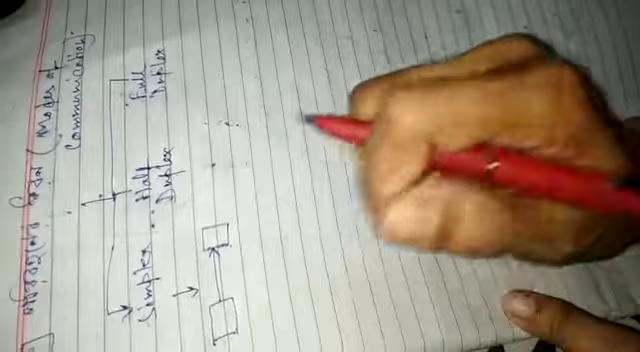 (Modes of
Communication)
Simplex
Half
Duplex
Full
Duplex